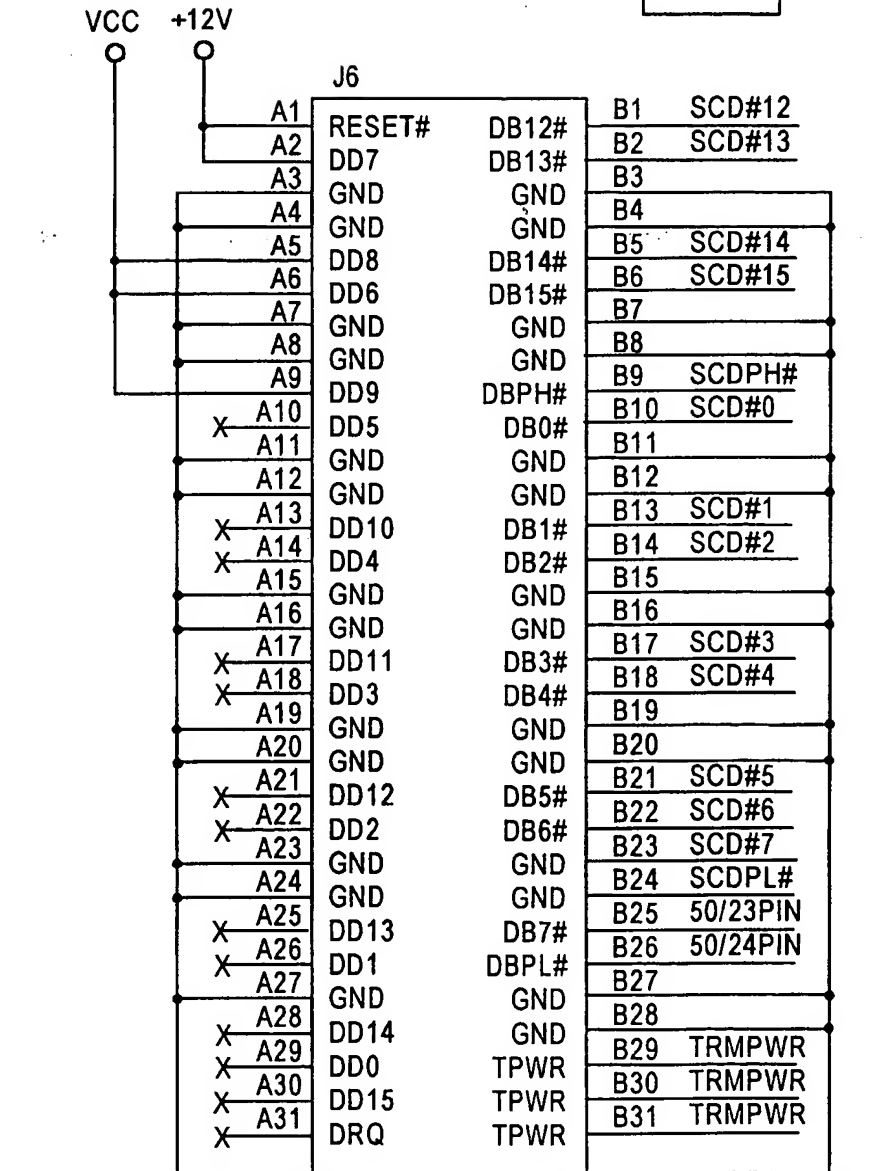 VCC +12V
J6
A1 RESET# DB12# B1 SCD#12
A2 DD7 DB13# B2 SCD#13
A3 GND GND B3
A4 GND GND B4
A5 DD8 DB14# B5 SCD#14
A6 DD6 DB15# B6 SCD#15
A7 GND GND B7
A8 GND GND B8
A9 DD9 DBPH# B9 SCDPH#
A10 DD5 DB0# B10 SCD#0
A11 GND GND B11
A12 GND GND B12
A13 DD10 DB1# B13 SCD#1
A14 DD4 DB2# B14 SCD#2
A15 GND GND B15
A16 GND GND B16
A17 DD11 DB3# B17 SCD#3
A18 DD3 DB4# B18 SCD#4
A19 GND GND B19
A20 GND GND B20
A21 DD12 DB5# B21 SCD#5
A22 DD2 DB6# B22 SCD#6
A23 GND GND B23 SCD#7
A24 GND GND B24 SCDPL#
A25 DD13 DB7# B25 50/23PIN
A26 DD1 DBPL# B26 50/24PIN
A27 GND GND B27
A28 DD14 GND B28
A29 DD0 TPWR B29 TRMPWR
A30 DD15 TPWR B30 TRMPWR
A31 DRQ TPWR B31 TRMPWR